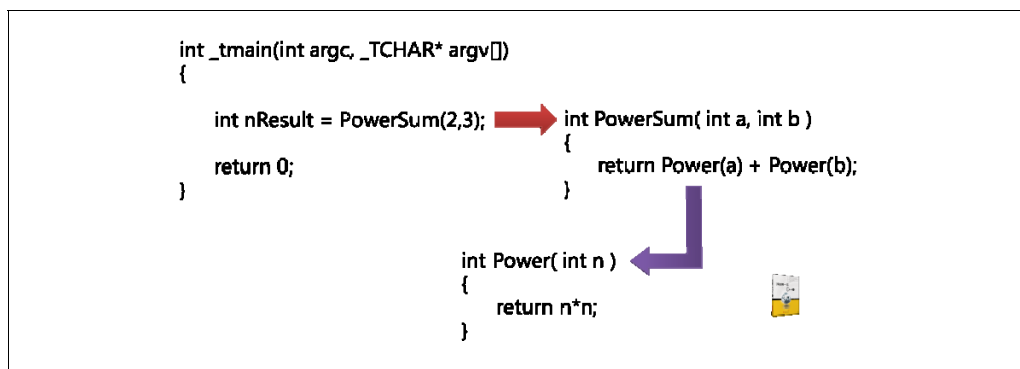 int _tmain(int argc, _TCHAR* argv[])
{
int nResult = PowerSum(2,3);
return 0;
}
int PowerSum( int a, int b )
{
return Power(a) + Power(b);
}
int Power( int n )
{
return n*n;
}